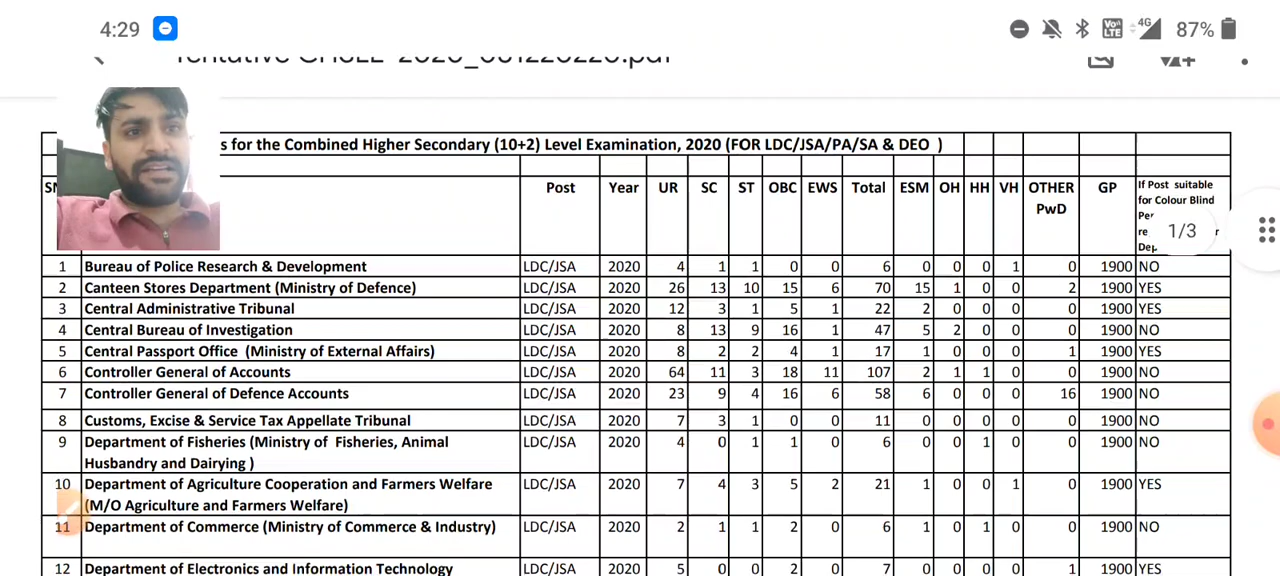 4:29 Vo)) LTE 4G 87%
s for the Combined Higher Secondary (10+2) Level Examination, 2020 (FOR LDC/JSA/PA/SA & DEO )
Post Year UR SC ST OBC EWS Total ESM OH HH VH OTHER PwD GP If Post suitable
for Colour Blind
1/3
1 Bureau of Police Research & Development LDC/JSA 2020 4 1 1 0 0 6 0 0 0 1 0 1900 NO
2 Canteen Stores Department (Ministry of Defence) LDC/JSA 2020 26 13 10 15 6 70 15 1 0 0 2 1900 YES
3 Central Administrative Tribunal LDC/JSA 2020 12 3 1 5 1 22 2 0 0 0 0 1900 YES
4 Central Bureau of Investigation LDC/JSA 2020 8 13 9 16 1 47 5 2 0 0 0 1900 NO
5 Central Passport Office (Ministry of External Affairs) LDC/JSA 2020 8 2 2 4 1 17 1 0 0 0 1 1900 YES
6 Controller General of Accounts LDC/JSA 2020 64 11 3 18 11 107 2 1 1 0 0 1900 NO
7 Controller General of Defence Accounts LDC/JSA 2020 23 9 4 16 6 58 6 0 0 0 16 1900 NO
8 Customs, Excise & Service Tax Appellate Tribunal LDC/JSA 2020 7 3 1 0 0 11 0 0 0 0 0 1900 NO
9 Department of Fisheries (Ministry of Fisheries, Animal LDC/JSA 2020 4 0 1 1 0 6 0 0 1 0 0 1900 NO
Husbandry and Dairying )
10 Department of Agriculture Cooperation and Farmers Welfare LDC/JSA 2020 7 4 3 5 2 21 1 0 0 1 0 1900 YES
(M/O Agriculture and Farmers Welfare)
11 Department of Commerce (Ministry of Commerce & Industry) LDC/JSA 2020 2 1 1 2 0 6 1 0 1 0 0 1900 NO
12 Department of Electronics and Information Technology LDC/JSA 2020 5 0 0 2 0 7 0 0 0 0 1 1900 YES